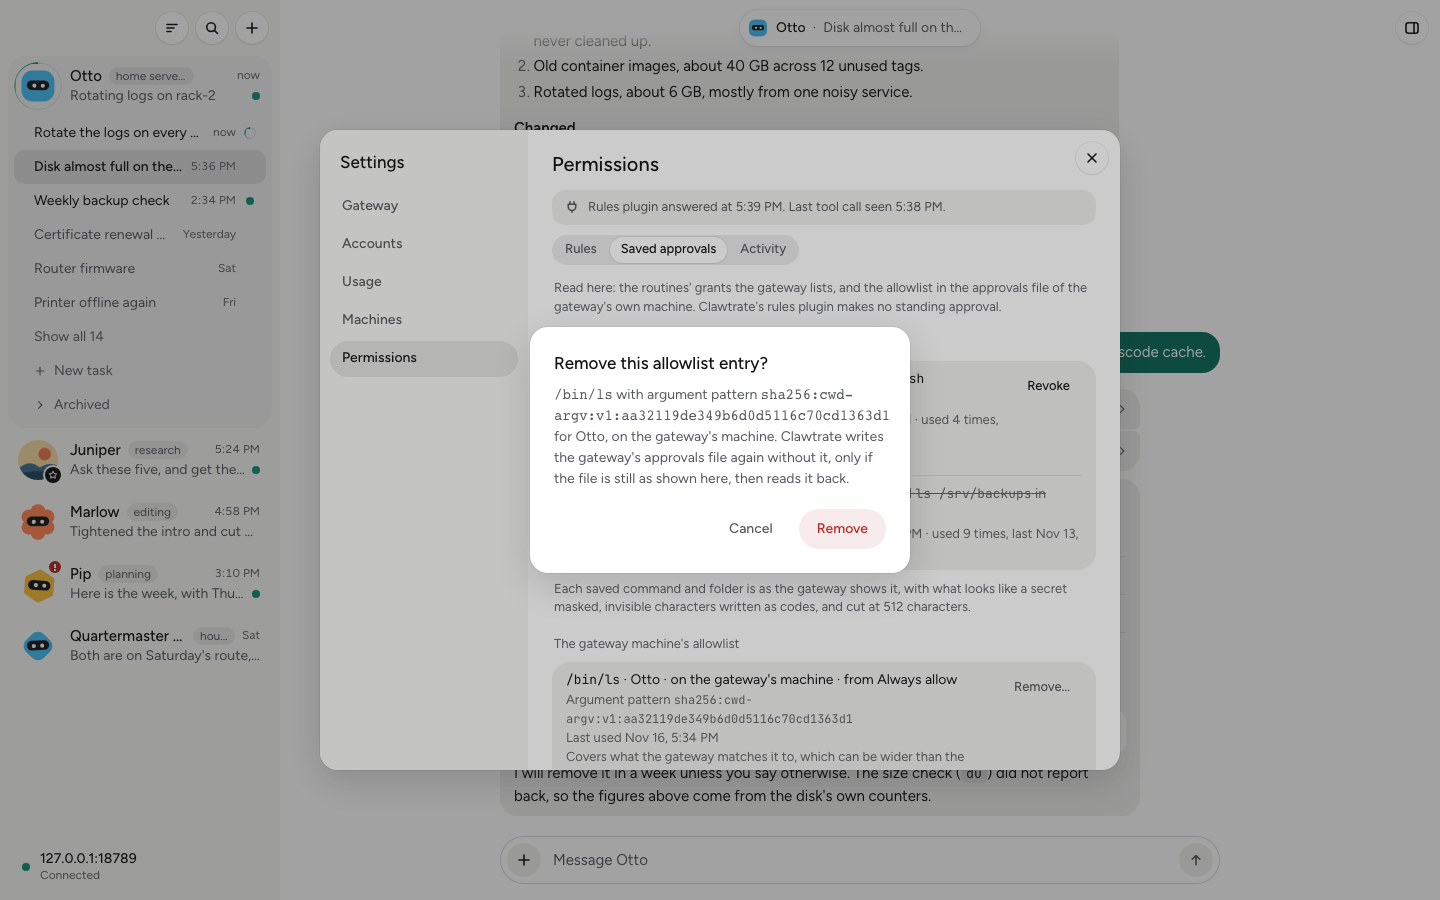 Otto · Disk almost full on th...
Otto home serve... now
Rotating logs on rack-2
Rotate the logs on every ... now
Disk almost full on the... 5:36 PM
Weekly backup check 2:34 PM
Certificate renewal ... Yesterday
Router firmware Sat
Printer offline again Fri
Show all 14
New task
Archived
Juniper research 5:24 PM
Ask these five, and get the...
Marlow editing 4:58 PM
Tightened the intro and cut ...
Pip planning 3:10 PM
Here is the week, with Thu...
Quartermaster ... hou... Sat
Both are on Saturday's route,...
127.0.0.1:18789
Connected
never cleaned up.
2. Old container images, about 40 GB across 12 unused tags.
3. Rotated logs, about 6 GB, mostly from one noisy service.
Changed
scode cache.
Settings
Gateway
Accounts
Usage
Machines
Permissions
Permissions
Rules plugin answered at 5:39 PM. Last tool call seen 5:38 PM.
Rules Saved approvals Activity
Read here: the routines' grants the gateway lists, and the allowlist in the approvals file of the
gateway's own machine. Clawtrate's rules plugin makes no standing approval.
sh
Revoke
· used 4 times,
ls /srv/backups in
PM · used 9 times, last Nov 13,
Remove this allowlist entry?
/bin/ls with argument pattern sha256:cwd-
argv:v1:aa32119de349b6d0d5116c70cd1363d1
for Otto, on the gateway's machine. Clawtrate writes
the gateway's approvals file again without it, only if
the file is still as shown here, then reads it back.
Cancel Remove
Each saved command and folder is as the gateway shows it, with what looks like a secret
masked, invisible characters written as codes, and cut at 512 characters.
The gateway machine's allowlist
/bin/ls · Otto · on the gateway's machine · from Always allow
Remove...
Argument pattern sha256:cwd-
argv:v1:aa32119de349b6d0d5116c70cd1363d1
Last used Nov 16, 5:34 PM
Covers what the gateway matches it to, which can be wider than the
I will remove it in a week unless you say otherwise. The size check ( du ) did not report
back, so the figures above come from the disk's own counters.
Message Otto